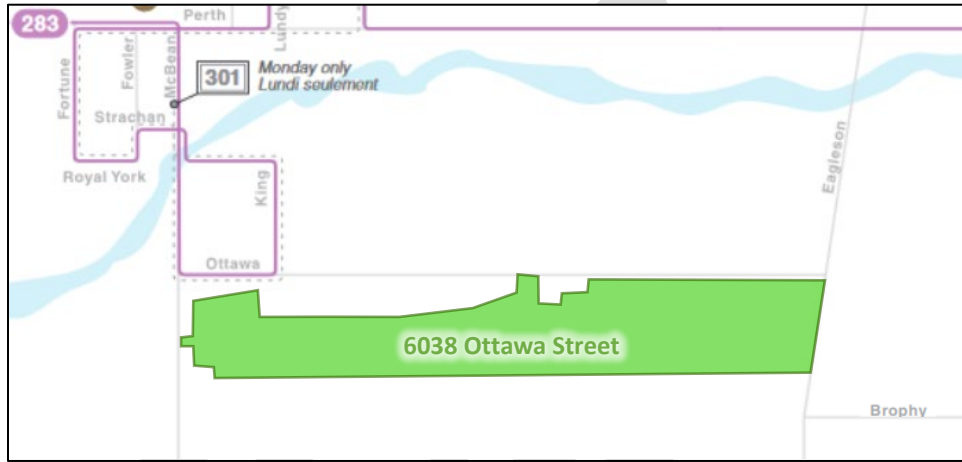 283
Perth
Lundy
Fortune
Fowler
McBean
301
Monday only
Lundi seulement
Strachan
Royal York
King
Eagleson
Ottawa
6038 Ottawa Street
Brophy